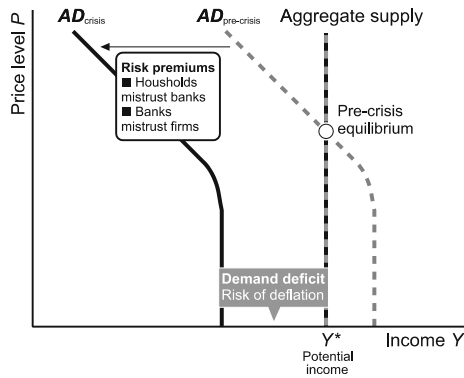 AD crisis
AD pre-crisis
Aggregate supply
Price level P
Risk premiums
■ Housholds
mistrust banks
■ Banks
mistrust firms
Pre-crisis
equilibrium
Demand deficit
Risk of deflation
Y*
Income Y
Potential
income